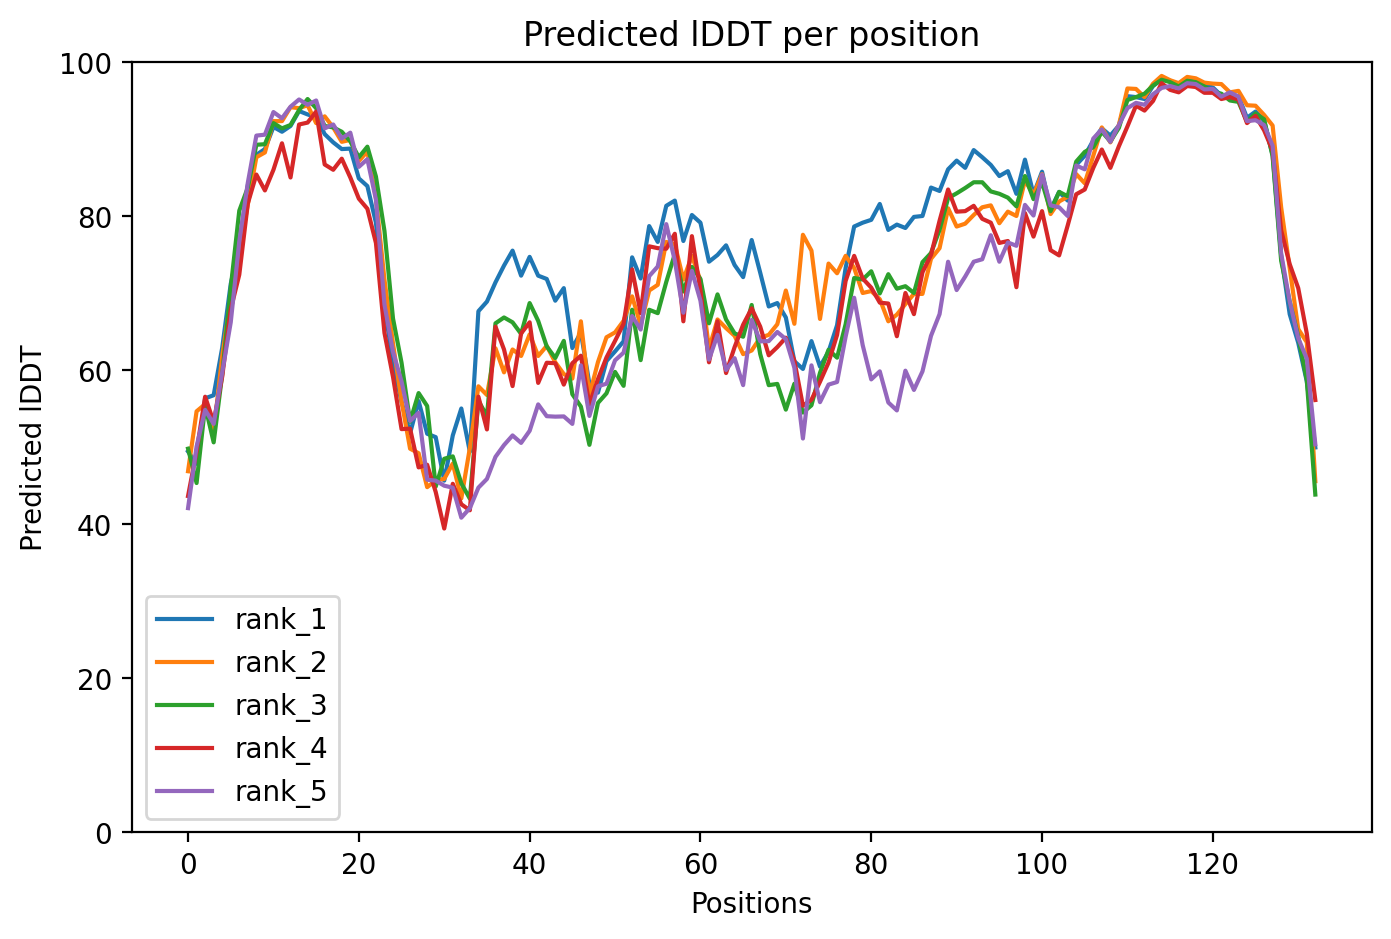 Predicted lDDT per position
100
80
60
40
20
0
Predicted lDDT
rank_1
rank_2
rank_3
rank_4
rank_5
0 20 40 60 80 100 120
Positions